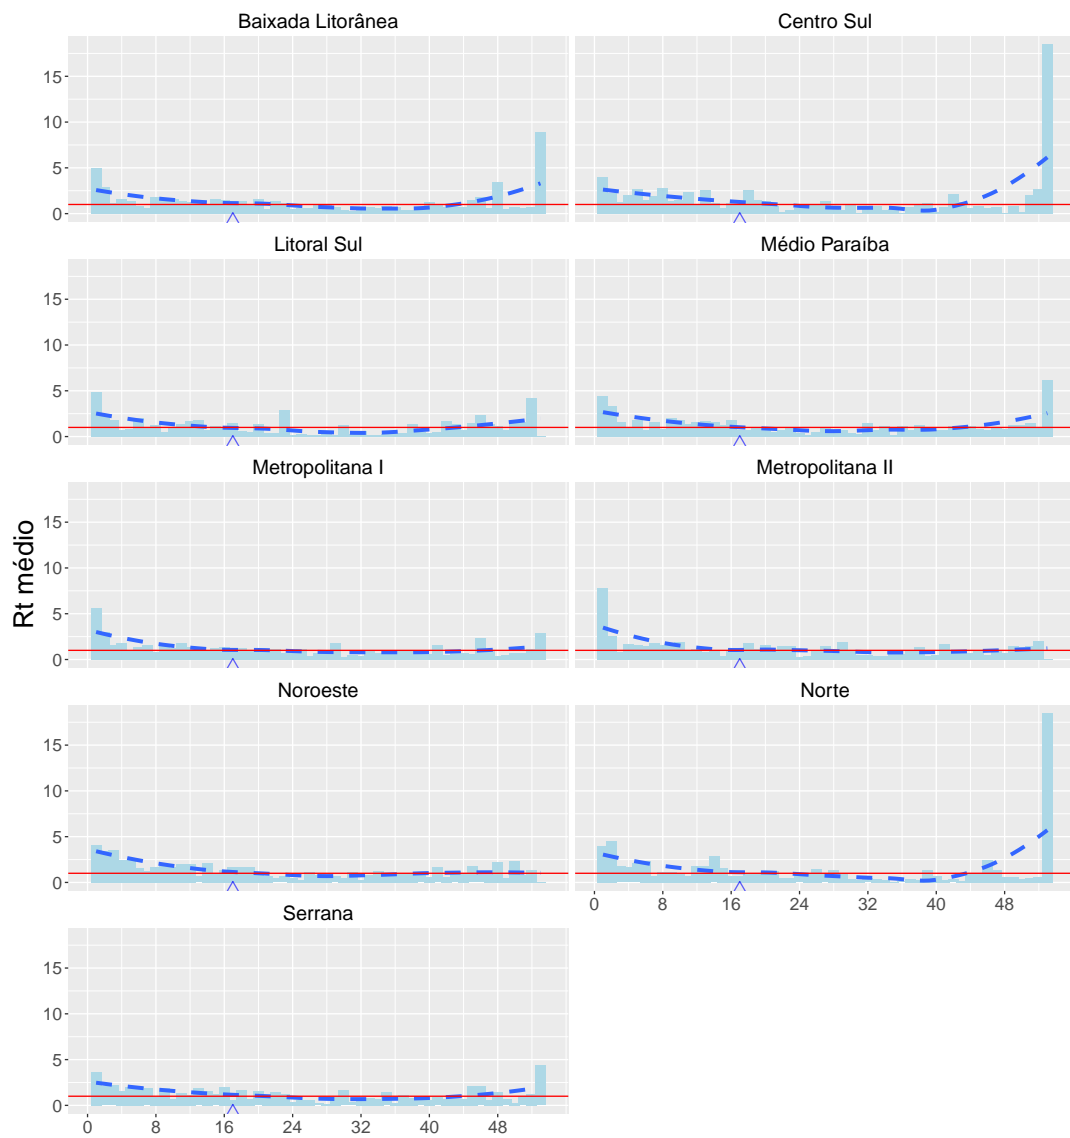 Baixada Litorânea
Centro Sul
15
10
5
0
Litoral Sul
Médio Paraíba
15
10
5
0
Metropolitana I
Metropolitana II
15
10
5
0
Rt médio
Noroeste
Norte
15
10
5
0
0 8 16 24 32 40 48
Serrana
15
10
5
0
0 8 16 24 32 40 48